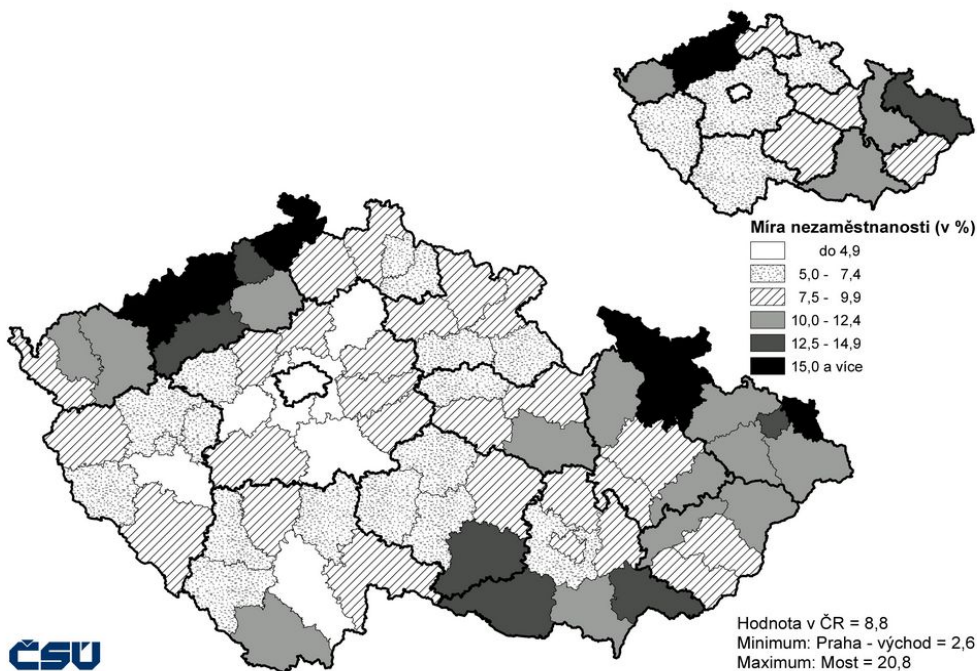 Míra nezaměstnanosti (v %)
do 4,9
5,0 - 7,4
7,5 - 9,9
10,0 - 12,4
12,5 - 14,9
15,0 a více
Hodnota v ČR = 8,8
Minimum: Praha - východ = 2,6
Maximum: Most = 20,8
ČSÚ